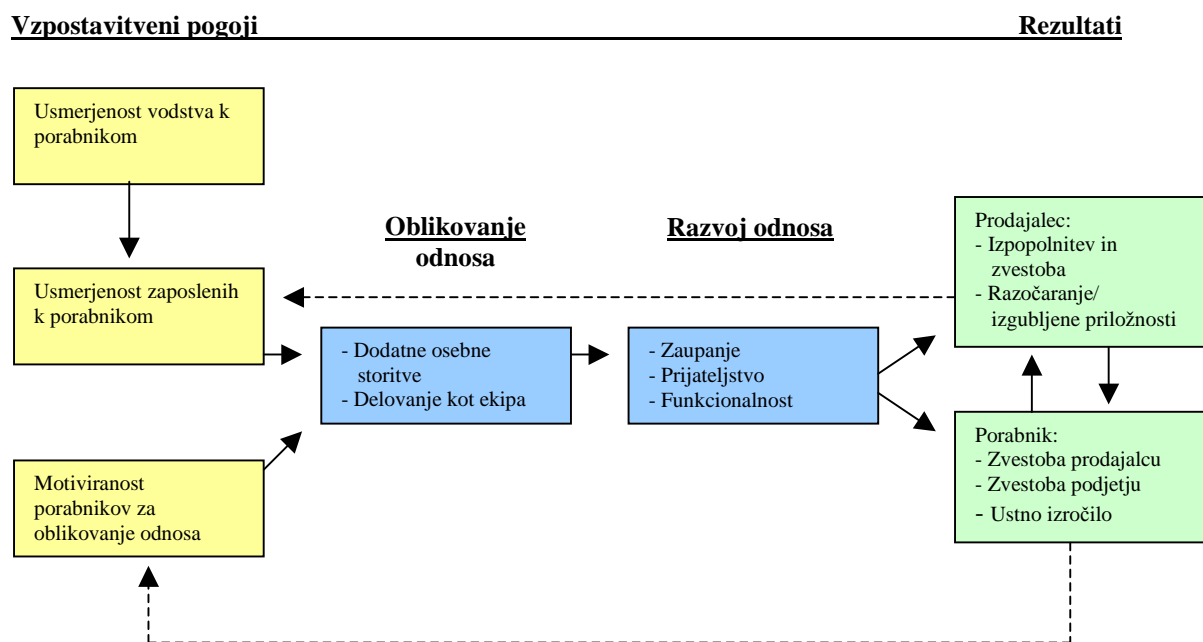 Vzpostavitveni pogoji Rezultati
Usmerjenost vodstva k
porabnikom
Usmerjenost zaposlenih
k porabnikom
Motiviranost
porabnikov za
oblikovanje odnosa
Oblikovanje
odnosa
- Dodatne osebne
storitve
- Delovanje kot ekipa
Razvoj odnosa
- Zaupanje
- Prijateljstvo
- Funkcionalnost
Prodajalec:
- Izpopolnitev in
zvestoba
- Razočaranje/
izgubljene priložnosti
Porabnik:
- Zvestoba prodajalcu
- Zvestoba podjetju
- Ustno izročilo